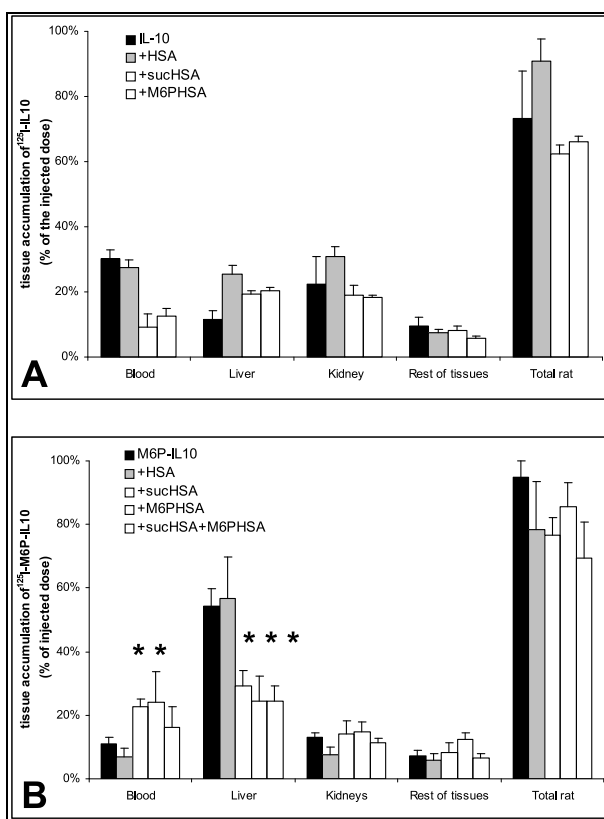 100%
80%
60%
40%
20%
0%
tissue accumulation of ¹²⁵I-IL10
(% of the injected dose)
IL-10
+HSA
+sucHSA
+M6PHSA
Blood Liver Kidney Rest of tissues Total rat
A
100%
80%
60%
40%
20%
0%
tissue accumulation of ¹²⁵I-M6P-IL10
(% of injected dose)
M6P-IL10
+HSA
+sucHSA
+M6PHSA
+sucHSA+M6PHSA
* *
* * *
Blood Liver Kidneys Rest of tissues Total rat
B